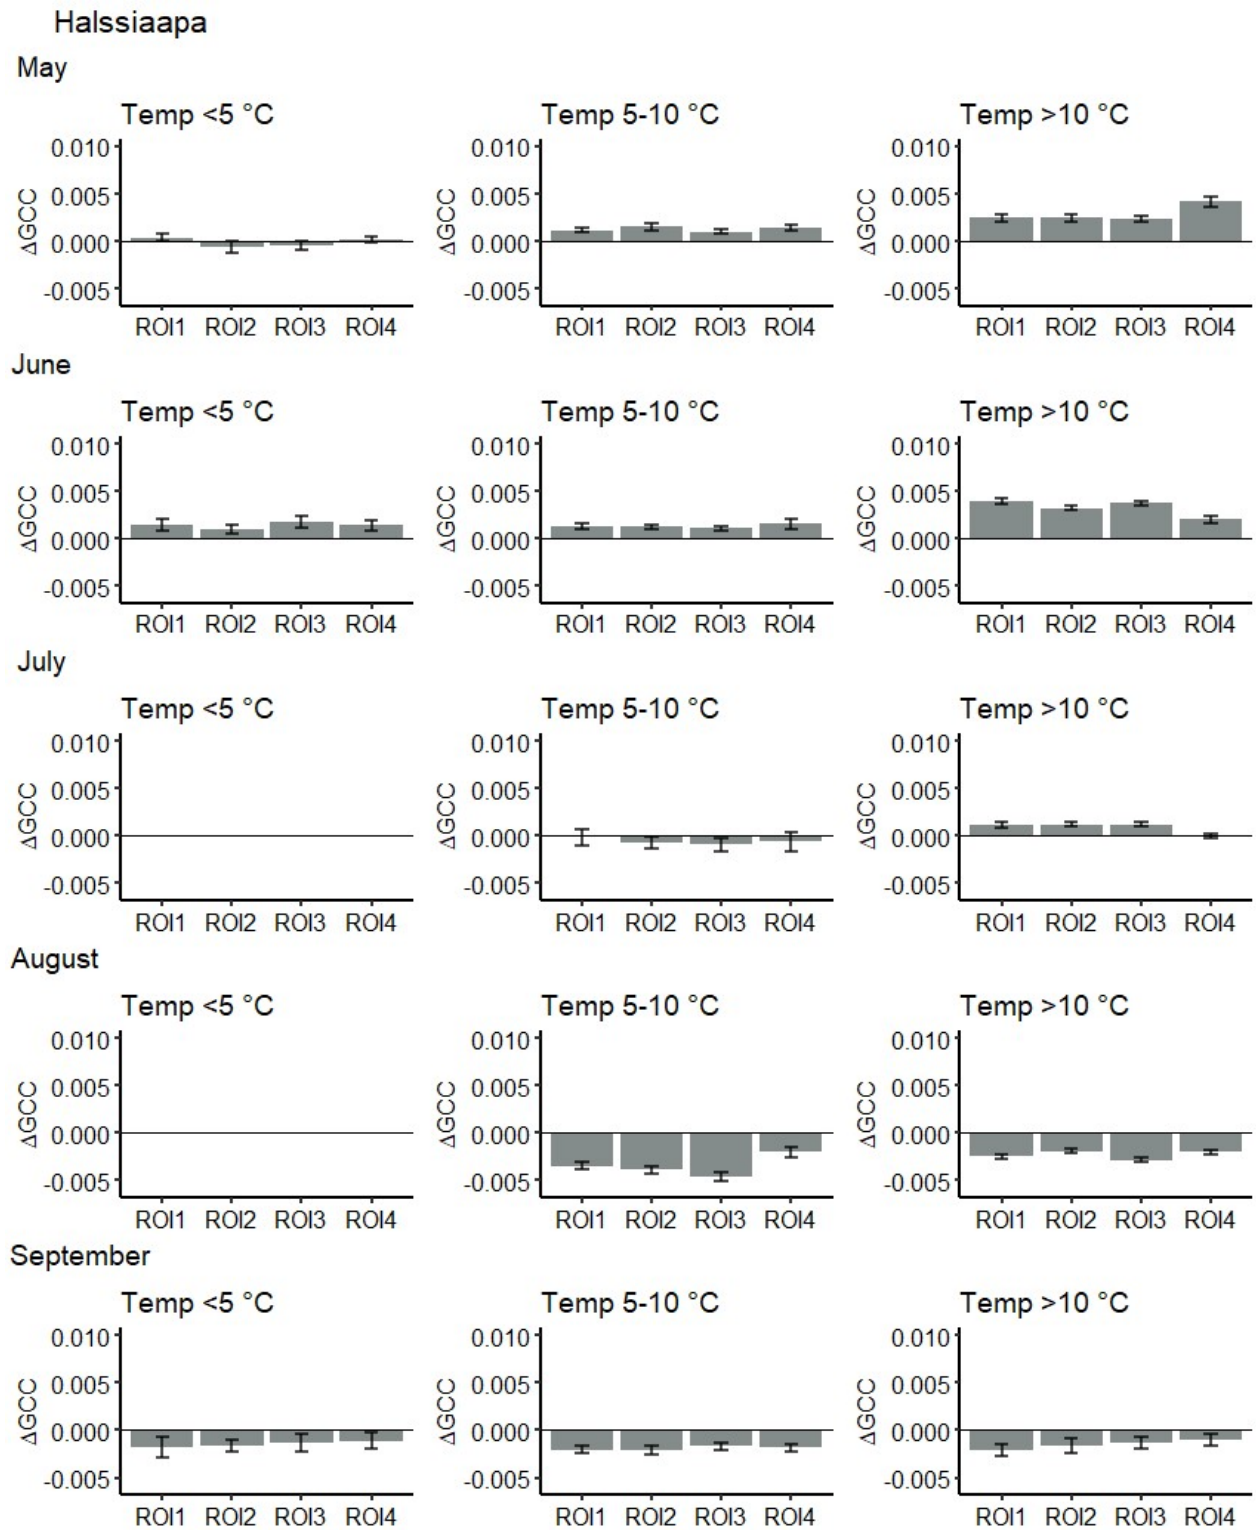 Halssiaapa
May
Temp <5 °C Temp 5-10 °C Temp >10 °C
0.010 0.010 0.010
0.005 0.005 0.005
0.000 0.000 0.000
-0.005 -0.005 -0.005
ΔGCC ΔGCC ΔGCC
ROI1 ROI2 ROI3 ROI4 ROI1 ROI2 ROI3 ROI4 ROI1 ROI2 ROI3 ROI4
June
Temp <5 °C Temp 5-10 °C Temp >10 °C
0.010 0.010 0.010
0.005 0.005 0.005
0.000 0.000 0.000
-0.005 -0.005 -0.005
ΔGCC ΔGCC ΔGCC
ROI1 ROI2 ROI3 ROI4 ROI1 ROI2 ROI3 ROI4 ROI1 ROI2 ROI3 ROI4
July
Temp <5 °C Temp 5-10 °C Temp >10 °C
0.010 0.010 0.010
0.005 0.005 0.005
0.000 0.000 0.000
-0.005 -0.005 -0.005
ΔGCC ΔGCC ΔGCC
ROI1 ROI2 ROI3 ROI4 ROI1 ROI2 ROI3 ROI4 ROI1 ROI2 ROI3 ROI4
August
Temp <5 °C Temp 5-10 °C Temp >10 °C
0.010 0.010 0.010
0.005 0.005 0.005
0.000 0.000 0.000
-0.005 -0.005 -0.005
ΔGCC ΔGCC ΔGCC
ROI1 ROI2 ROI3 ROI4 ROI1 ROI2 ROI3 ROI4 ROI1 ROI2 ROI3 ROI4
September
Temp <5 °C Temp 5-10 °C Temp >10 °C
0.010 0.010 0.010
0.005 0.005 0.005
0.000 0.000 0.000
-0.005 -0.005 -0.005
ΔGCC ΔGCC ΔGCC
ROI1 ROI2 ROI3 ROI4 ROI1 ROI2 ROI3 ROI4 ROI1 ROI2 ROI3 ROI4